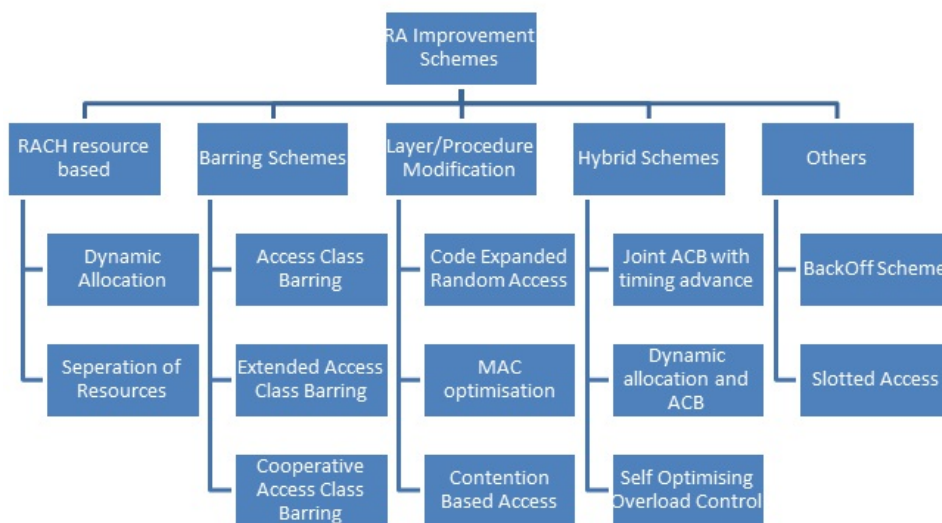 RA Improvement
Schemes
RACH resource
based
Barring Schemes
Layer/Procedure
Modification
Hybrid Schemes
Others
Dynamic
Allocation
Access Class
Barring
Code Expanded
Random Access
Joint ACB with
timing advance
BackOff Scheme
Seperation of
Resources
Extended Access
Class Barring
MAC
optimisation
Dynamic
allocation and
ACB
Slotted Access
Cooperative
Access Class
Barring
Contention
Based Access
Self Optimising
Overload Control